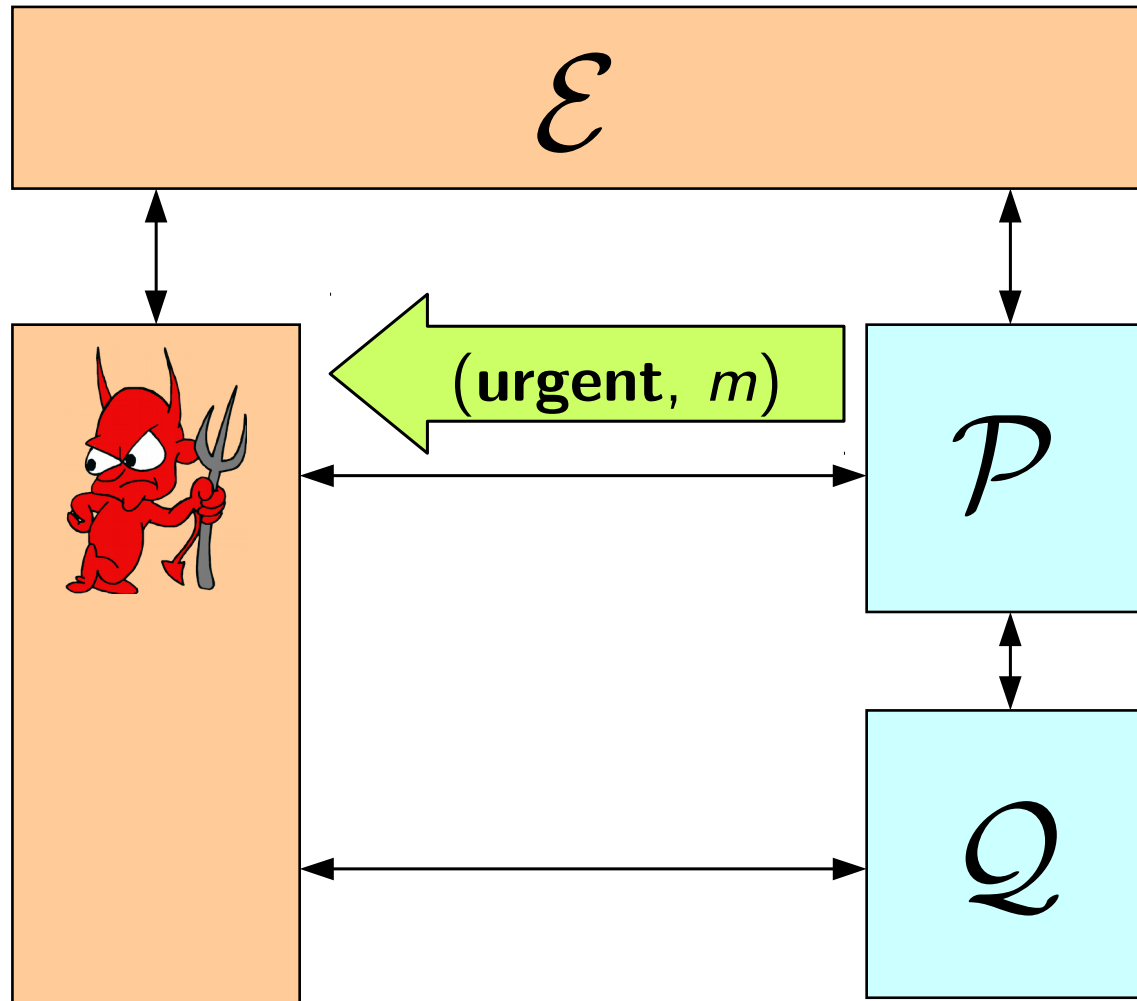 ℰ
(urgent, m)
𝒫
𝒬